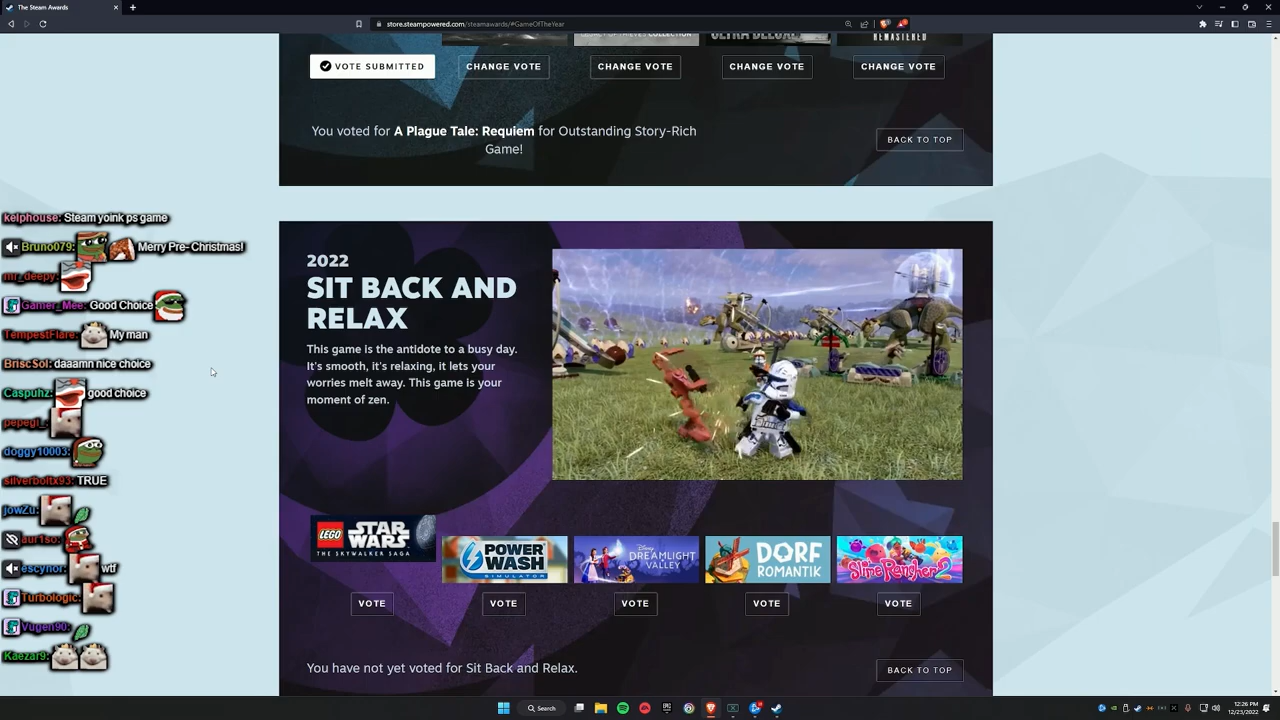 The Steam Awards
store.steampowered.com/steamawards/#GameOfTheYear
REMASTERED
VOTE SUBMITTED
CHANGE VOTE
CHANGE VOTE
CHANGE VOTE
CHANGE VOTE
You voted for A Plague Tale: Requiem for Outstanding Story-Rich
Game!
BACK TO TOP
kelphouse: Steam yoink ps game
Bruno079: Merry Pre- Christmas!
mr_deepy:
Gamer_Mee: Good Choice
TempestFlare: My man
BriscSol: daaamn nice choice
Caspuhz: good choice
pepegi_:
doggy10003:
silverboltx93: TRUE
jowZu:
aur1so:
escynor: wtf
Turbologic:
Vugen90:
Kaezar9:
2022
SIT BACK AND
RELAX
This game is the antidote to a busy day.
It's smooth, it's relaxing, it lets your
worries melt away. This game is your
moment of zen.
LEGO STAR WARS
THE SKYWALKER SAGA
POWER WASH
SIMULATOR
Disney
DREAMLIGHT
VALLEY
DORF
ROMANTIK
Slime Rancher 2
VOTE
VOTE
VOTE
VOTE
VOTE
You have not yet voted for Sit Back and Relax.
BACK TO TOP
Search
12:26 PM
12/23/2022